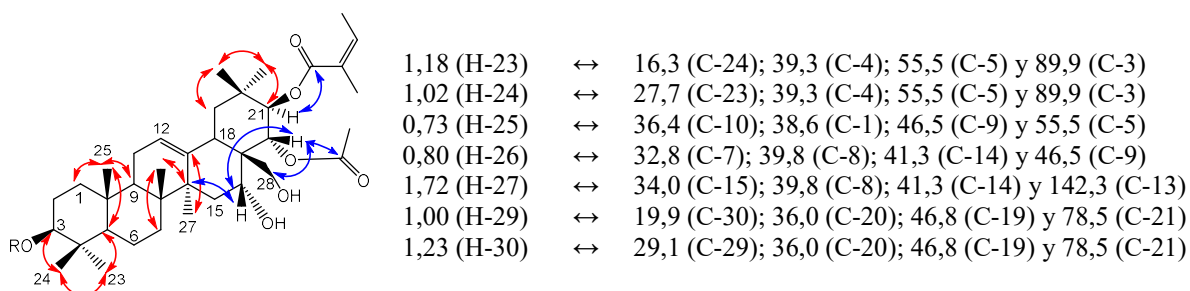 O
O
21
H
12
18
H
25
O
28
O
OH
1
9
15
H
OH
3
27
RO
6
24
23
1,18 (H-23) ↔ 16,3 (C-24); 39,3 (C-4); 55,5 (C-5) y 89,9 (C-3)
1,02 (H-24) ↔ 27,7 (C-23); 39,3 (C-4); 55,5 (C-5) y 89,9 (C-3)
0,73 (H-25) ↔ 36,4 (C-10); 38,6 (C-1); 46,5 (C-9) y 55,5 (C-5)
0,80 (H-26) ↔ 32,8 (C-7); 39,8 (C-8); 41,3 (C-14) y 46,5 (C-9)
1,72 (H-27) ↔ 34,0 (C-15); 39,8 (C-8); 41,3 (C-14) y 142,3 (C-13)
1,00 (H-29) ↔ 19,9 (C-30); 36,0 (C-20); 46,8 (C-19) y 78,5 (C-21)
1,23 (H-30) ↔ 29,1 (C-29); 36,0 (C-20); 46,8 (C-19) y 78,5 (C-21)